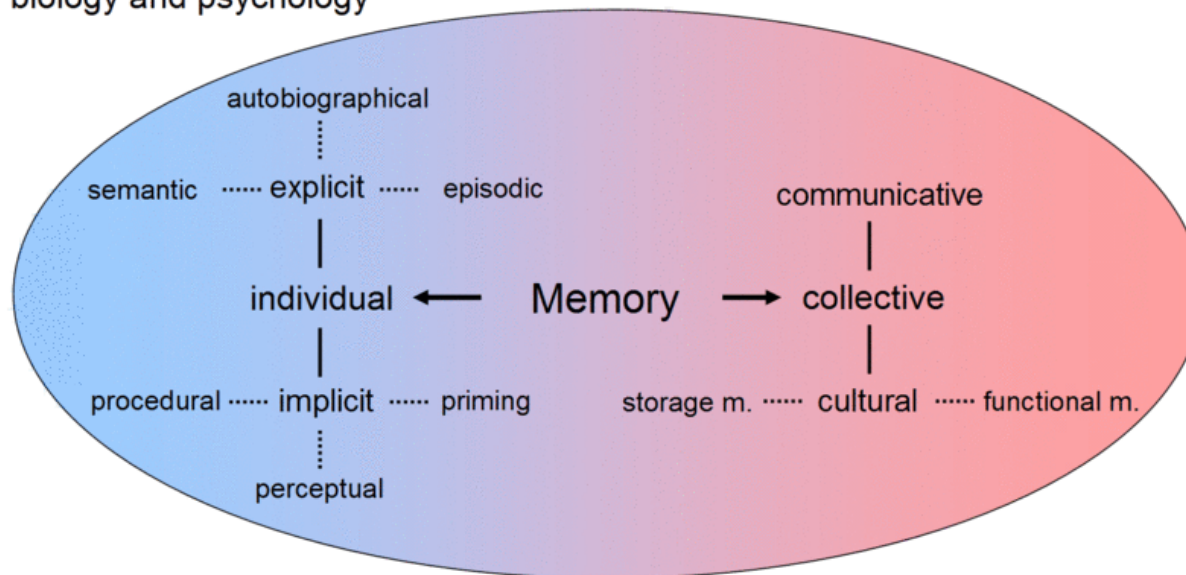 biology and psychology
autobiographical
semantic explicit episodic
communicative
individual Memory collective
procedural implicit priming storage m. cultural functional m.
perceptual